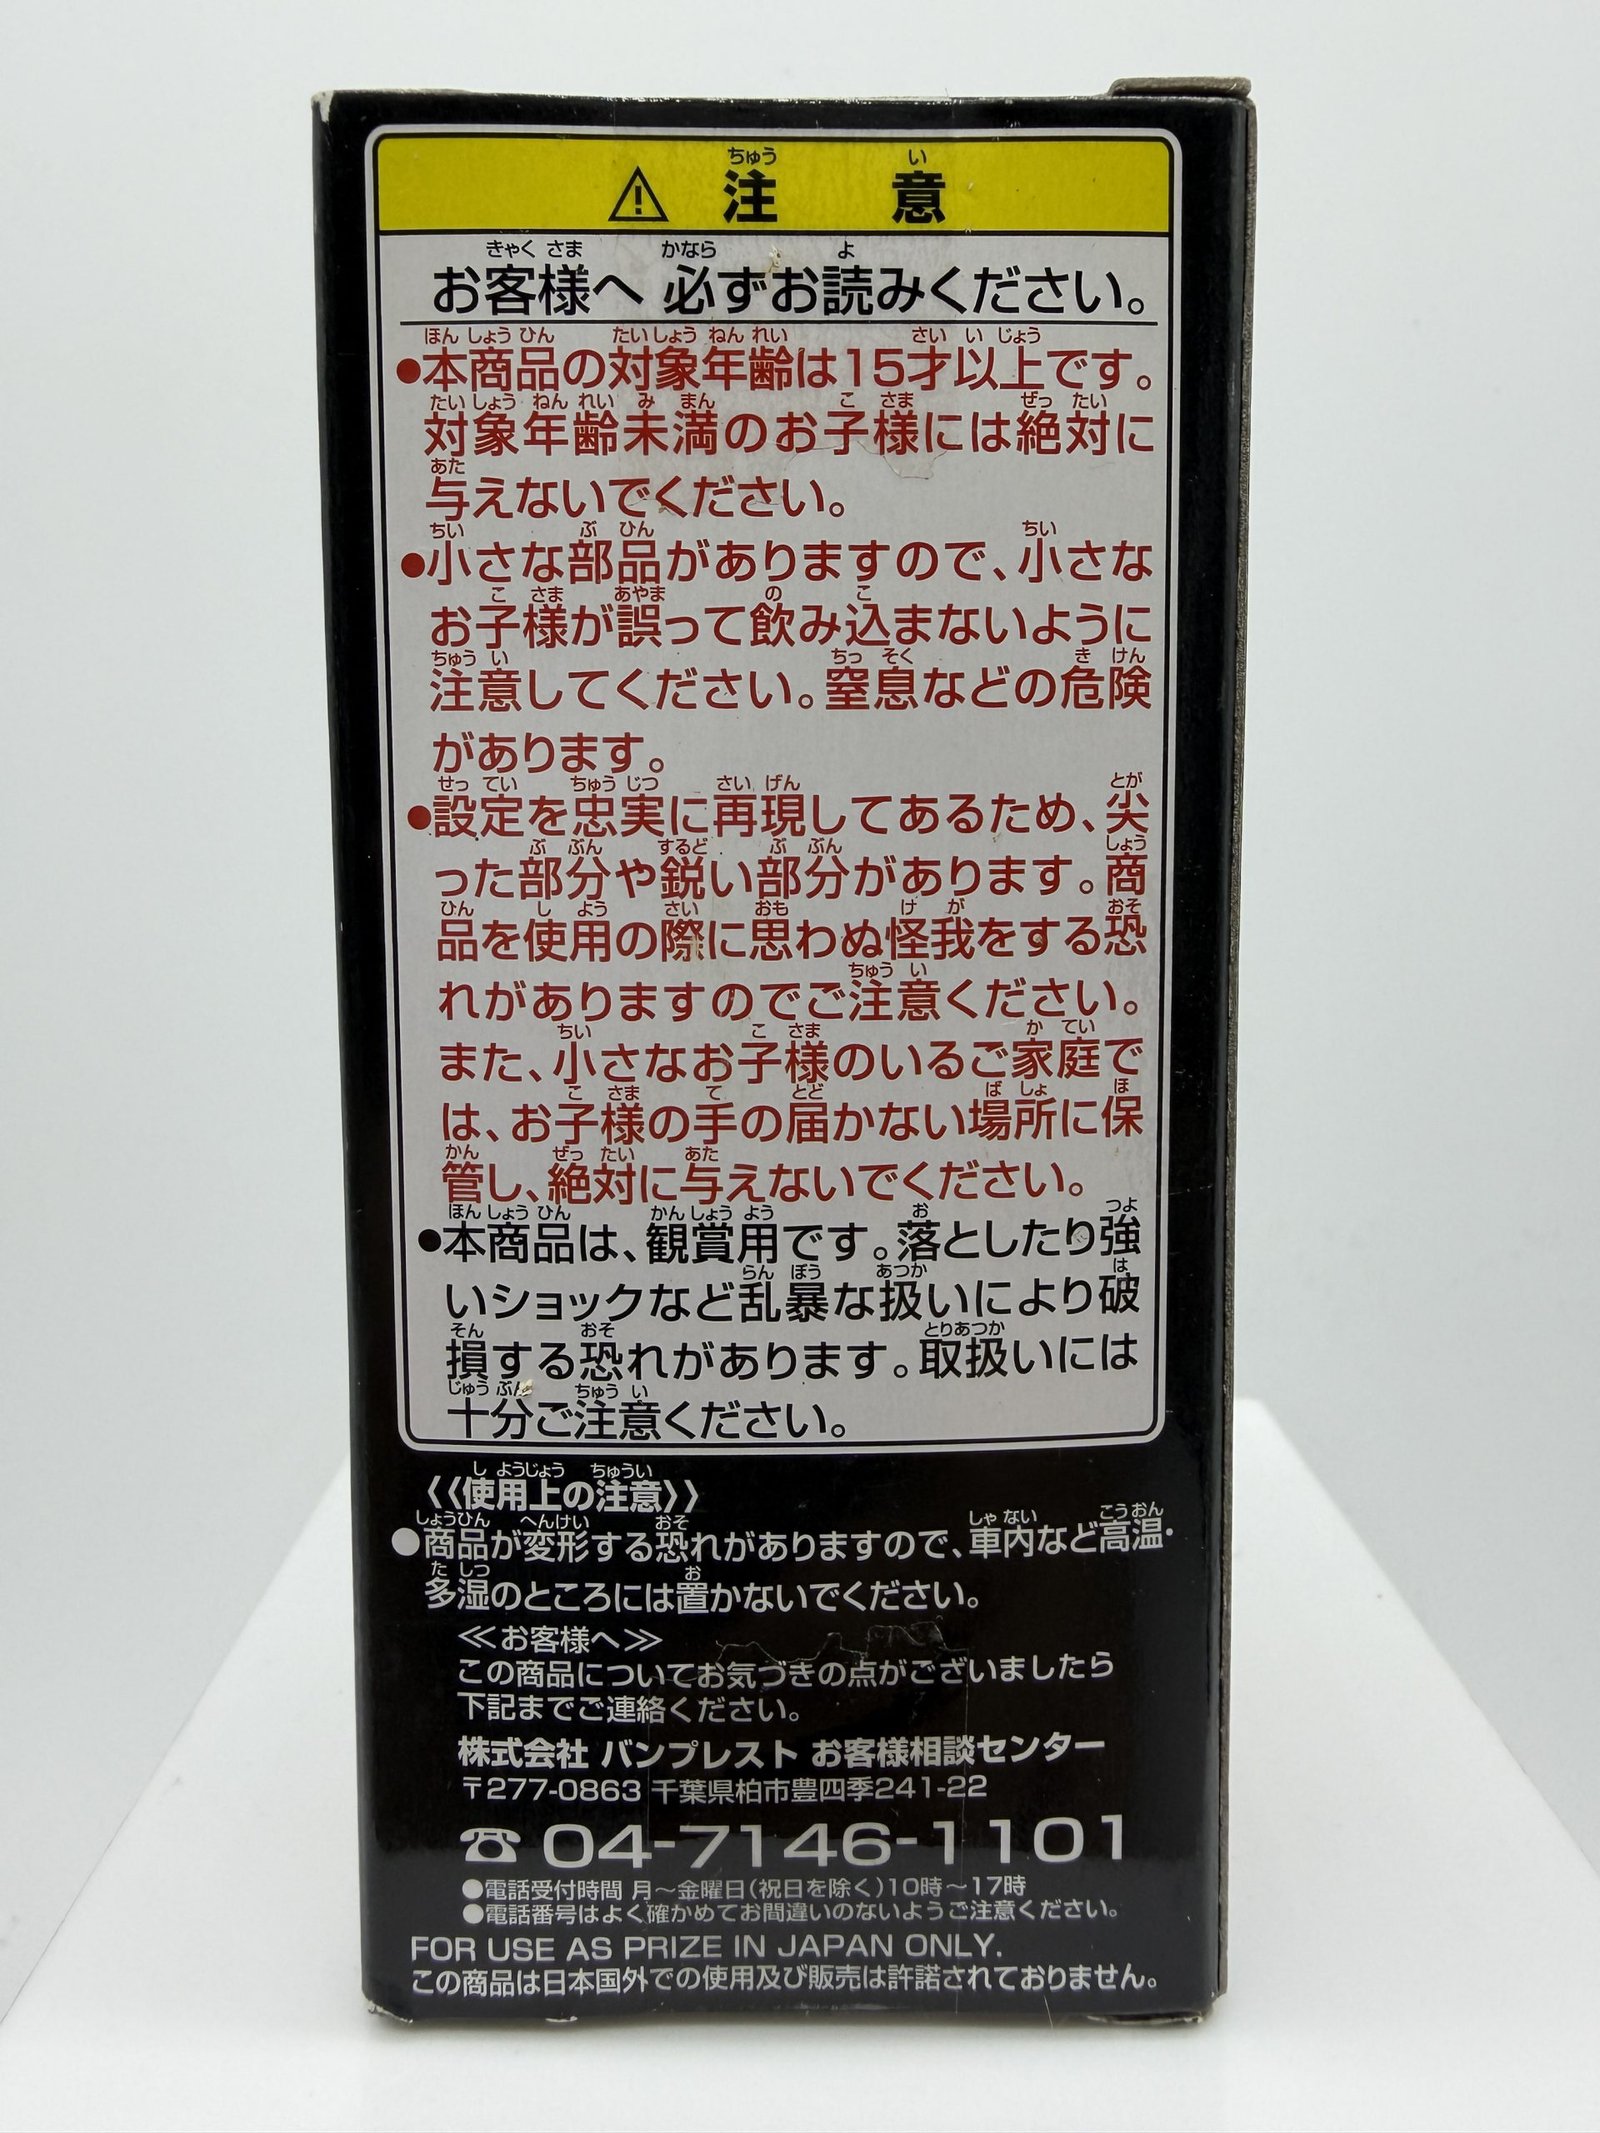 ⚠ 注意
お客様へ 必ずお読みください。
●本商品の対象年齢は15才以上です。
対象年齢未満のお子様には絶対に
与えないでください。
●小さな部品がありますので、小さな
お子様が誤って飲み込まないように
注意してください。窒息などの危険
があります。
●設定を忠実に再現してあるため、尖
った部分や鋭い部分があります。商
品を使用の際に思わぬ怪我をする恐
れがありますのでご注意ください。
また、小さなお子様のいるご家庭で
は、お子様の手の届かない場所に保
管し、絶対に与えないでください。
●本商品は、観賞用です。落としたり強
いショックなど乱暴な扱いにより破
損する恐れがあります。取扱いには
十分ご注意ください。
《使用上の注意》
●商品が変形する恐れがありますので、車内など高温・
多湿のところには置かないでください。
≪お客様へ≫
この商品についてお気づきの点がございましたら
下記までご連絡ください。
株式会社 バンプレスト お客様相談センター
〒277-0863 千葉県柏市豊四季241-22
☎04-7146-1101
●電話受付時間 月～金曜日(祝日を除く)10時～17時
●電話番号はよく確かめてお間違いのないようご注意ください。
FOR USE AS PRIZE IN JAPAN ONLY.
この商品は日本国外での使用及び販売は許諾されておりません。